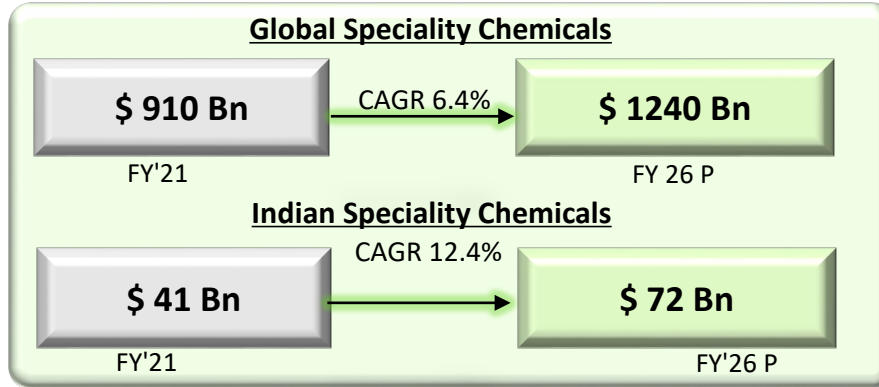 Global Speciality Chemicals
$ 910 Bn
CAGR 6.4%
$ 1240 Bn
FY'21
FY 26 P
Indian Speciality Chemicals
CAGR 12.4%
$ 41 Bn
$ 72 Bn
FY'21
FY'26 P